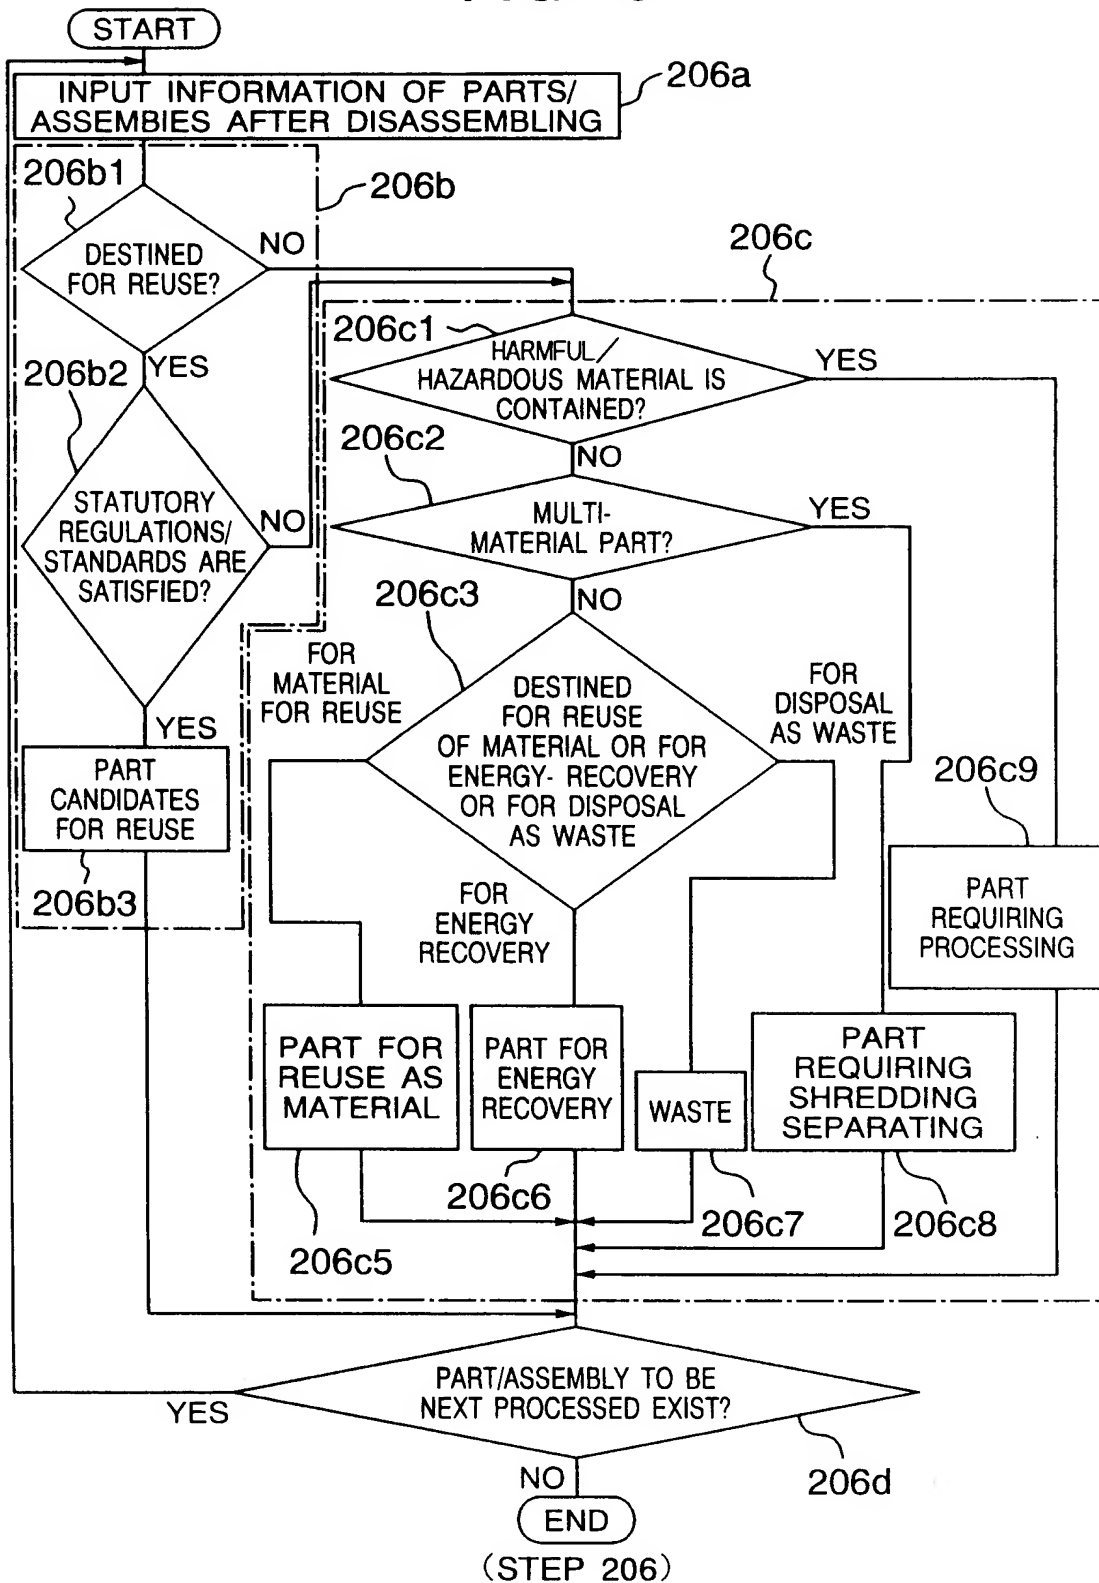 START
INPUT INFORMATION OF PARTS/
ASSEMBIES AFTER DISASSEMBLING
206a
206b1
206b
DESTINED
FOR REUSE?
NO
YES
206b2
STATUTORY
REGULATIONS/
STANDARDS ARE
SATISFIED?
NO
YES
PART
CANDIDATES
FOR REUSE
206b3
206c
206c1
HARMFUL/
HAZARDOUS MATERIAL IS
CONTAINED?
YES
NO
206c2
MULTI-
MATERIAL PART?
YES
NO
206c3
DESTINED
FOR REUSE
OF MATERIAL OR FOR
ENERGY- RECOVERY
OR FOR DISPOSAL
AS WASTE
FOR
MATERIAL
FOR REUSE
FOR
ENERGY
RECOVERY
FOR
DISPOSAL
AS WASTE
206c9
PART
REQUIRING
PROCESSING
PART FOR
REUSE AS
MATERIAL
206c5
PART FOR
ENERGY
RECOVERY
206c6
WASTE
206c7
PART
REQUIRING
SHREDDING
SEPARATING
206c8
PART/ASSEMBLY TO BE
NEXT PROCESSED EXIST?
YES
206d
NO
END
(STEP 206)